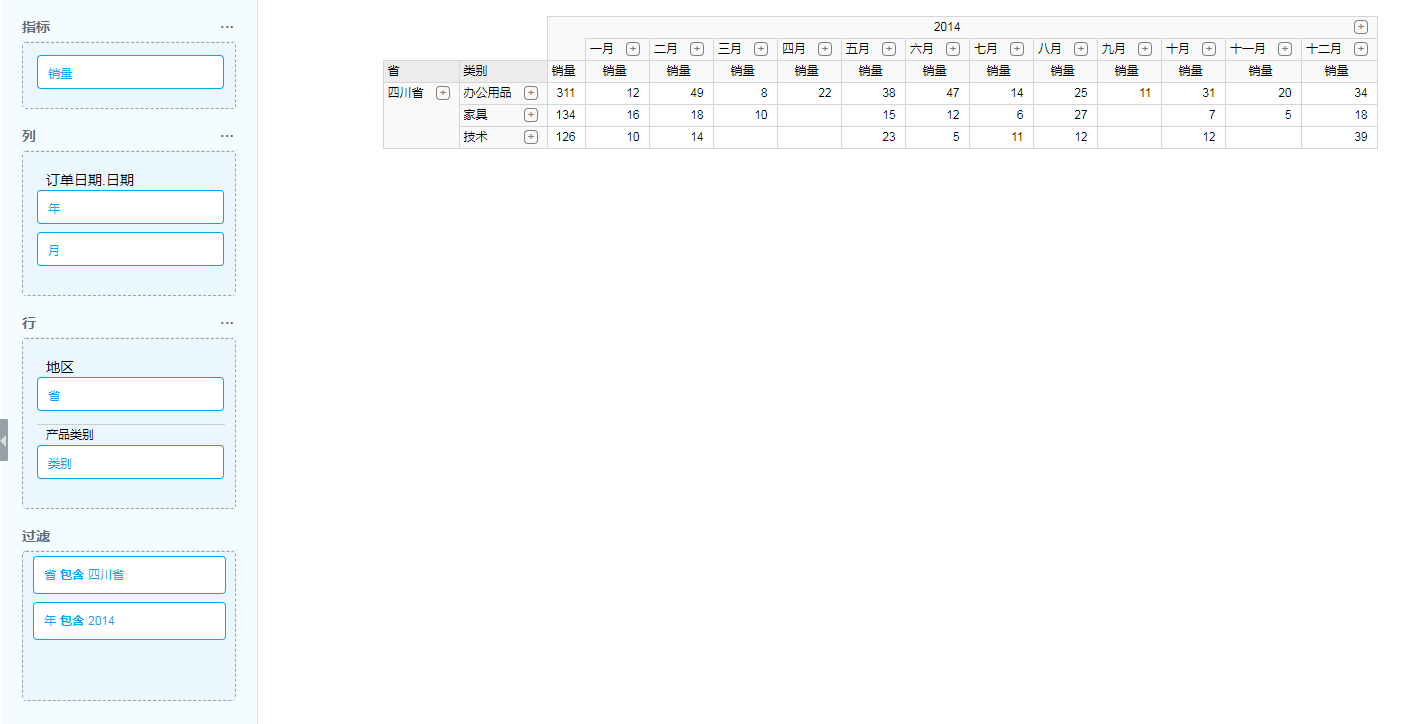 指标
销量
列
订单日期.日期
年
月
行
地区
省
产品类别
类别
过滤
省 包含 四川省
年 包含 2014
2014
一月 二月 三月 四月 五月 六月 七月 八月 九月 十月 十一月 十二月
省 类别 销量 销量 销量 销量 销量 销量 销量 销量 销量 销量 销量 销量 销量
四川省 办公用品 311 12 49 8 22 38 47 14 25 11 31 20 34
家具 134 16 18 10 15 12 6 27 7 5 18
技术 126 10 14 23 5 11 12 12 39